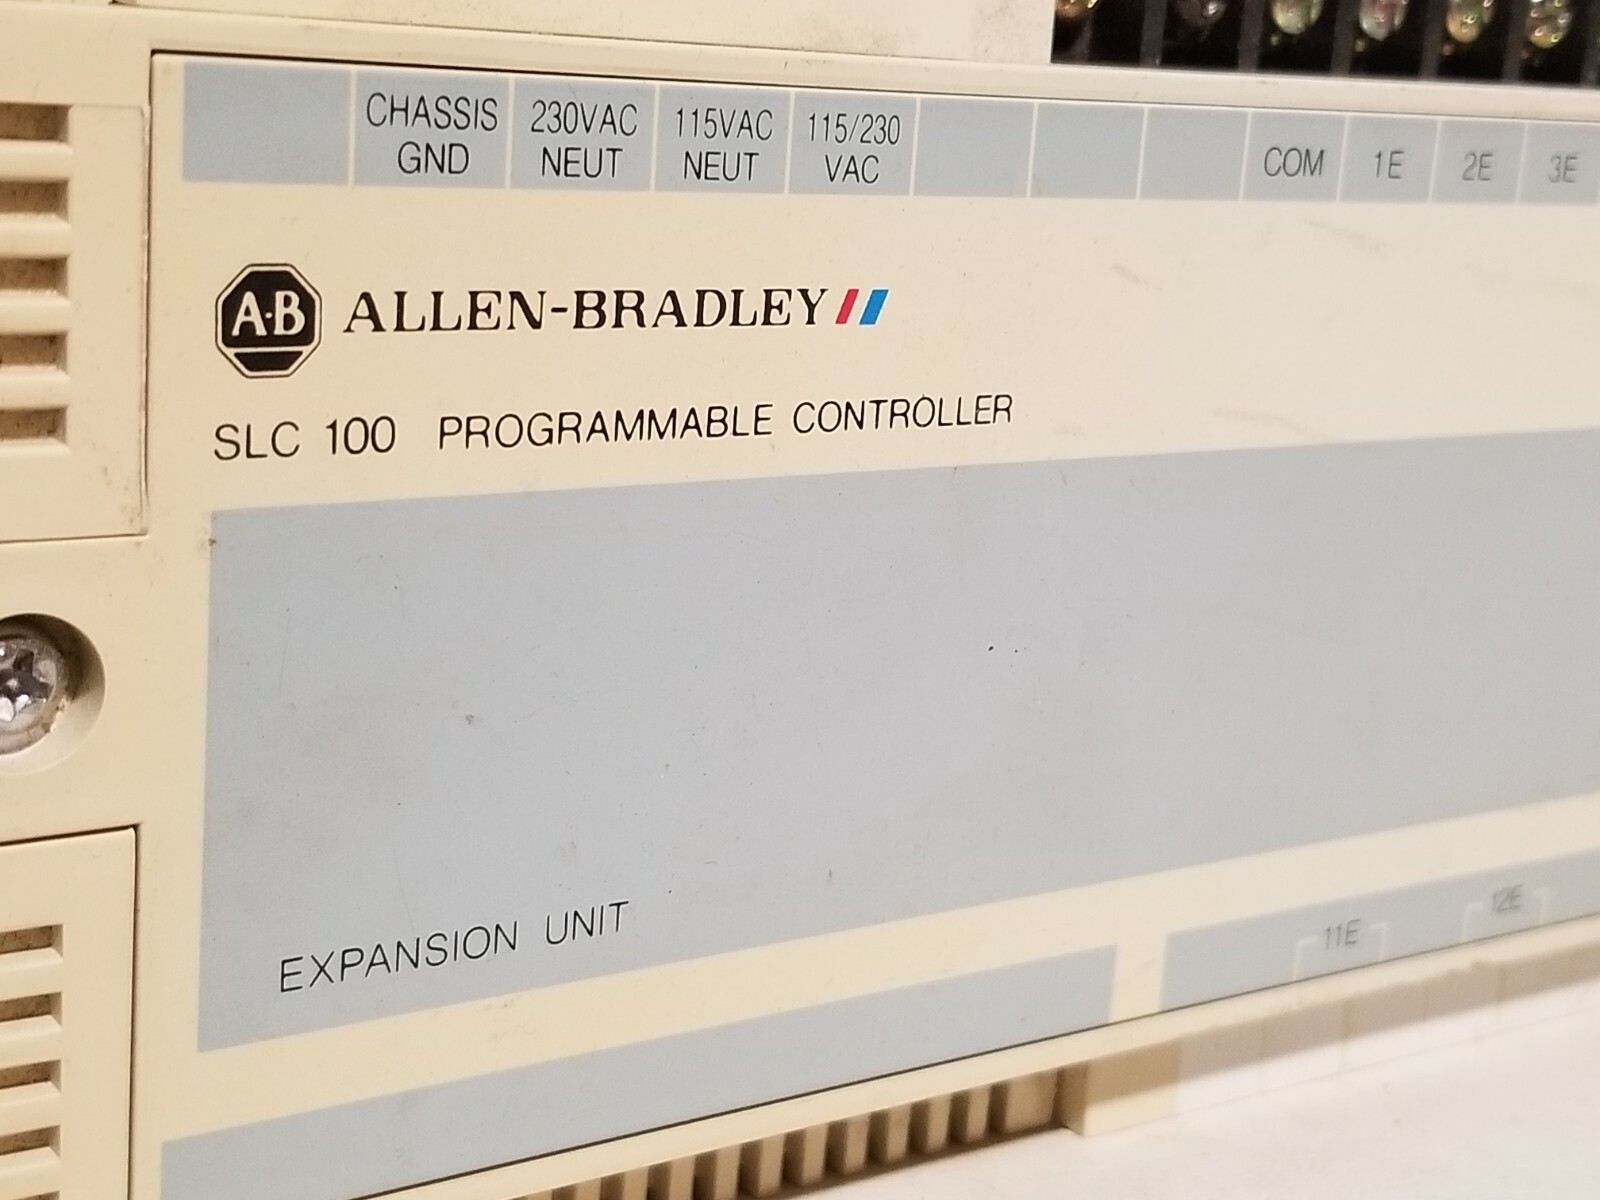 CHASSIS GND
230VAC NEUT
115VAC NEUT
115/230 VAC
COM
1E
2E
3E
A·B ALLEN-BRADLEY
SLC 100 PROGRAMMABLE CONTROLLER
EXPANSION UNIT
11E
12E